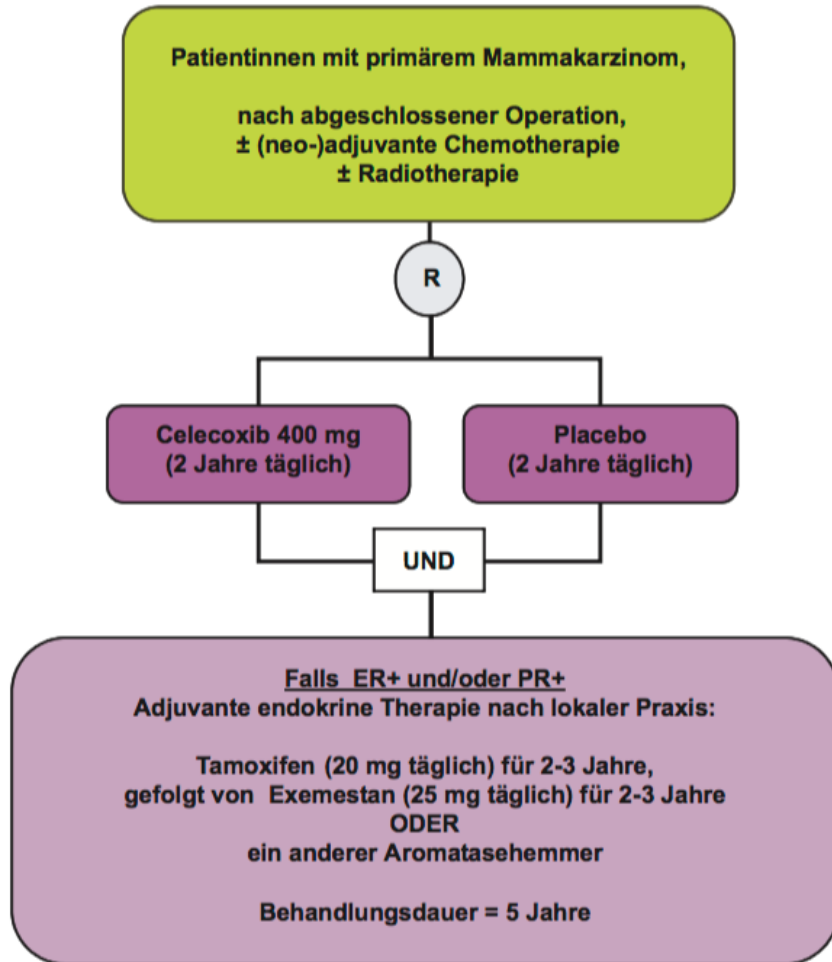 Patientinnen mit primärem Mammakarzinom,
nach abgeschlossener Operation,
± (neo-)adjuvante Chemotherapie
± Radiotherapie
R
Celecoxib 400 mg
(2 Jahre täglich)
Placebo
(2 Jahre täglich)
UND
Falls ER+ und/oder PR+
Adjuvante endokrine Therapie nach lokaler Praxis:
Tamoxifen (20 mg täglich) für 2-3 Jahre,
gefolgt von Exemestan (25 mg täglich) für 2-3 Jahre
ODER
ein anderer Aromatasehemmer
Behandlungsdauer = 5 Jahre